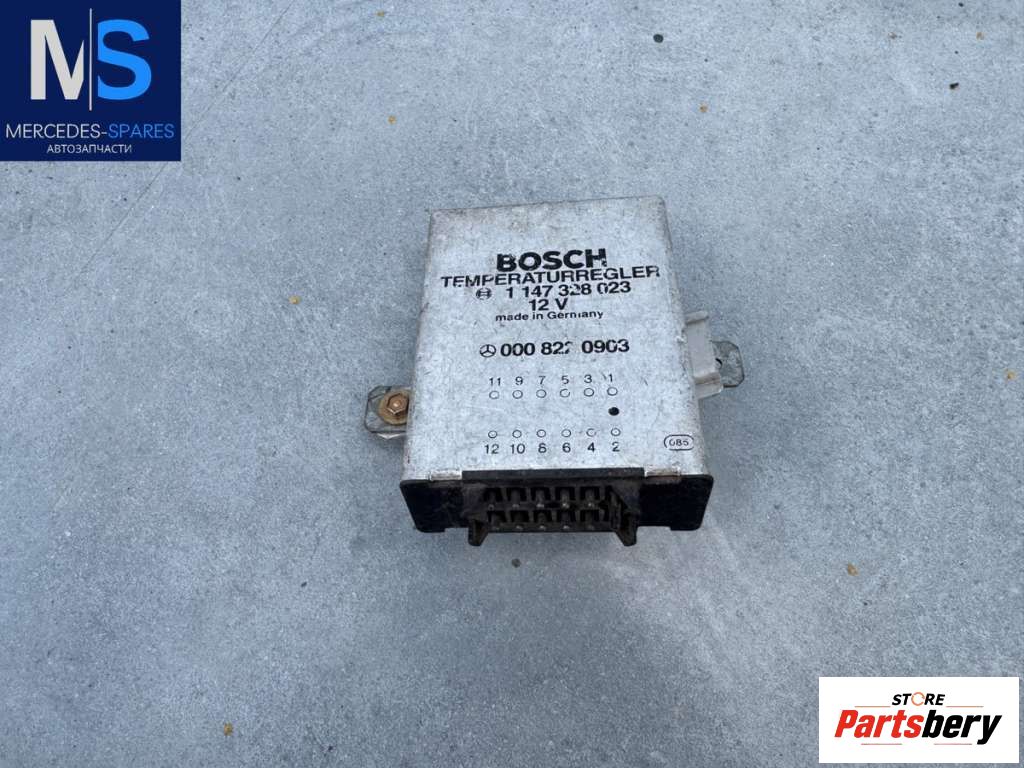 MS
MERCEDES-SPARES
АВТОЗАПЧАСТИ
BOSCH
TEMPERATURREGLER
1 147 328 023
12 V
made in Germany
000 822 0903
11 9 7 5 3 1
12 10 8 6 4 2
085
STORE
Partsbery